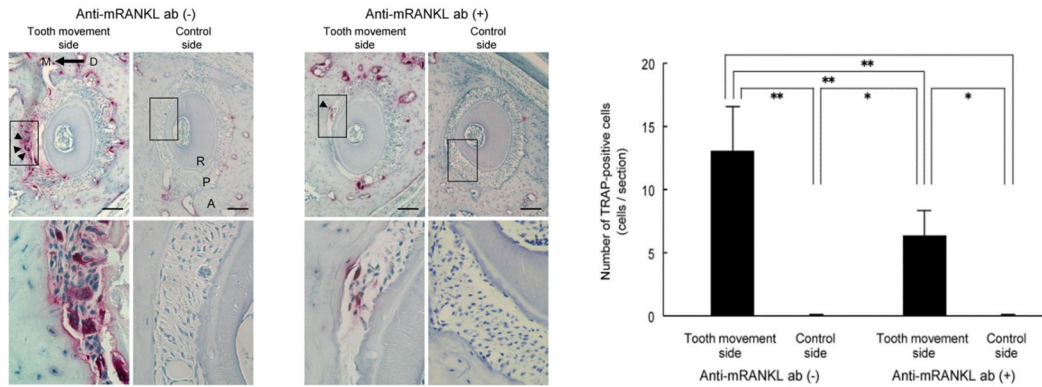 Anti-mRANKL ab (-)
Anti-mRANKL ab (+)
Tooth movement
side
Control
side
Tooth movement
side
Control
side
M
D
R
P
A
Number of TRAP-positive cells
(cells / section)
20
15
10
5
0
**
**
**
*
*
Tooth movement
side
Control
side
Tooth movement
side
Control
side
Anti-mRANKL ab (-)
Anti-mRANKL ab (+)